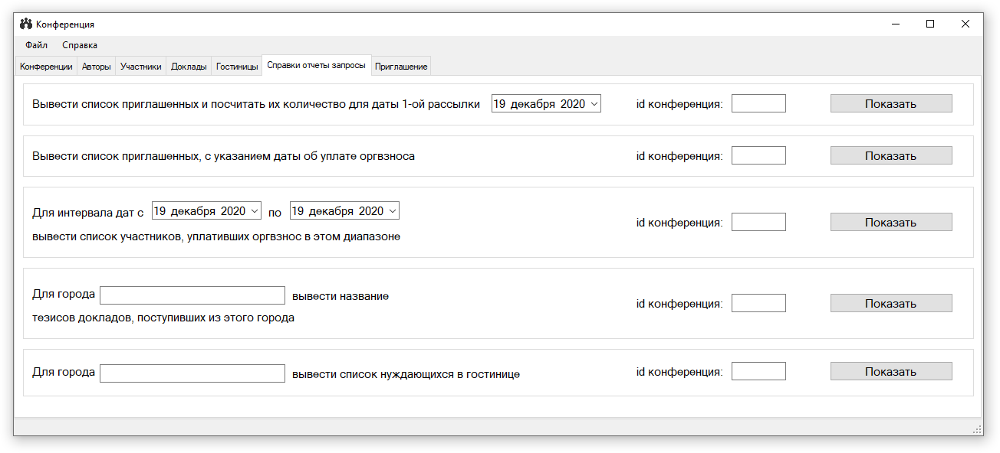 Конференция
Файл Справка
Конференции Авторы Участники Доклады Гостиницы Справки отчеты запросы Приглашение
Вывести список приглашенных и посчитать их количество для даты 1-ой рассылки 19 декабря 2020 id конференция: Показать
Вывести список приглашенных, с указанием даты об уплате оргвзноса id конференция: Показать
Для интервала дат с 19 декабря 2020 по 19 декабря 2020
id конференция: Показать
вывести список участников, уплативших оргвзнос в этом диапазоне
Для города вывести название
id конференция: Показать
тезисов докладов, поступивших из этого города
Для города вывести список нуждающихся в гостинице id конференция: Показать